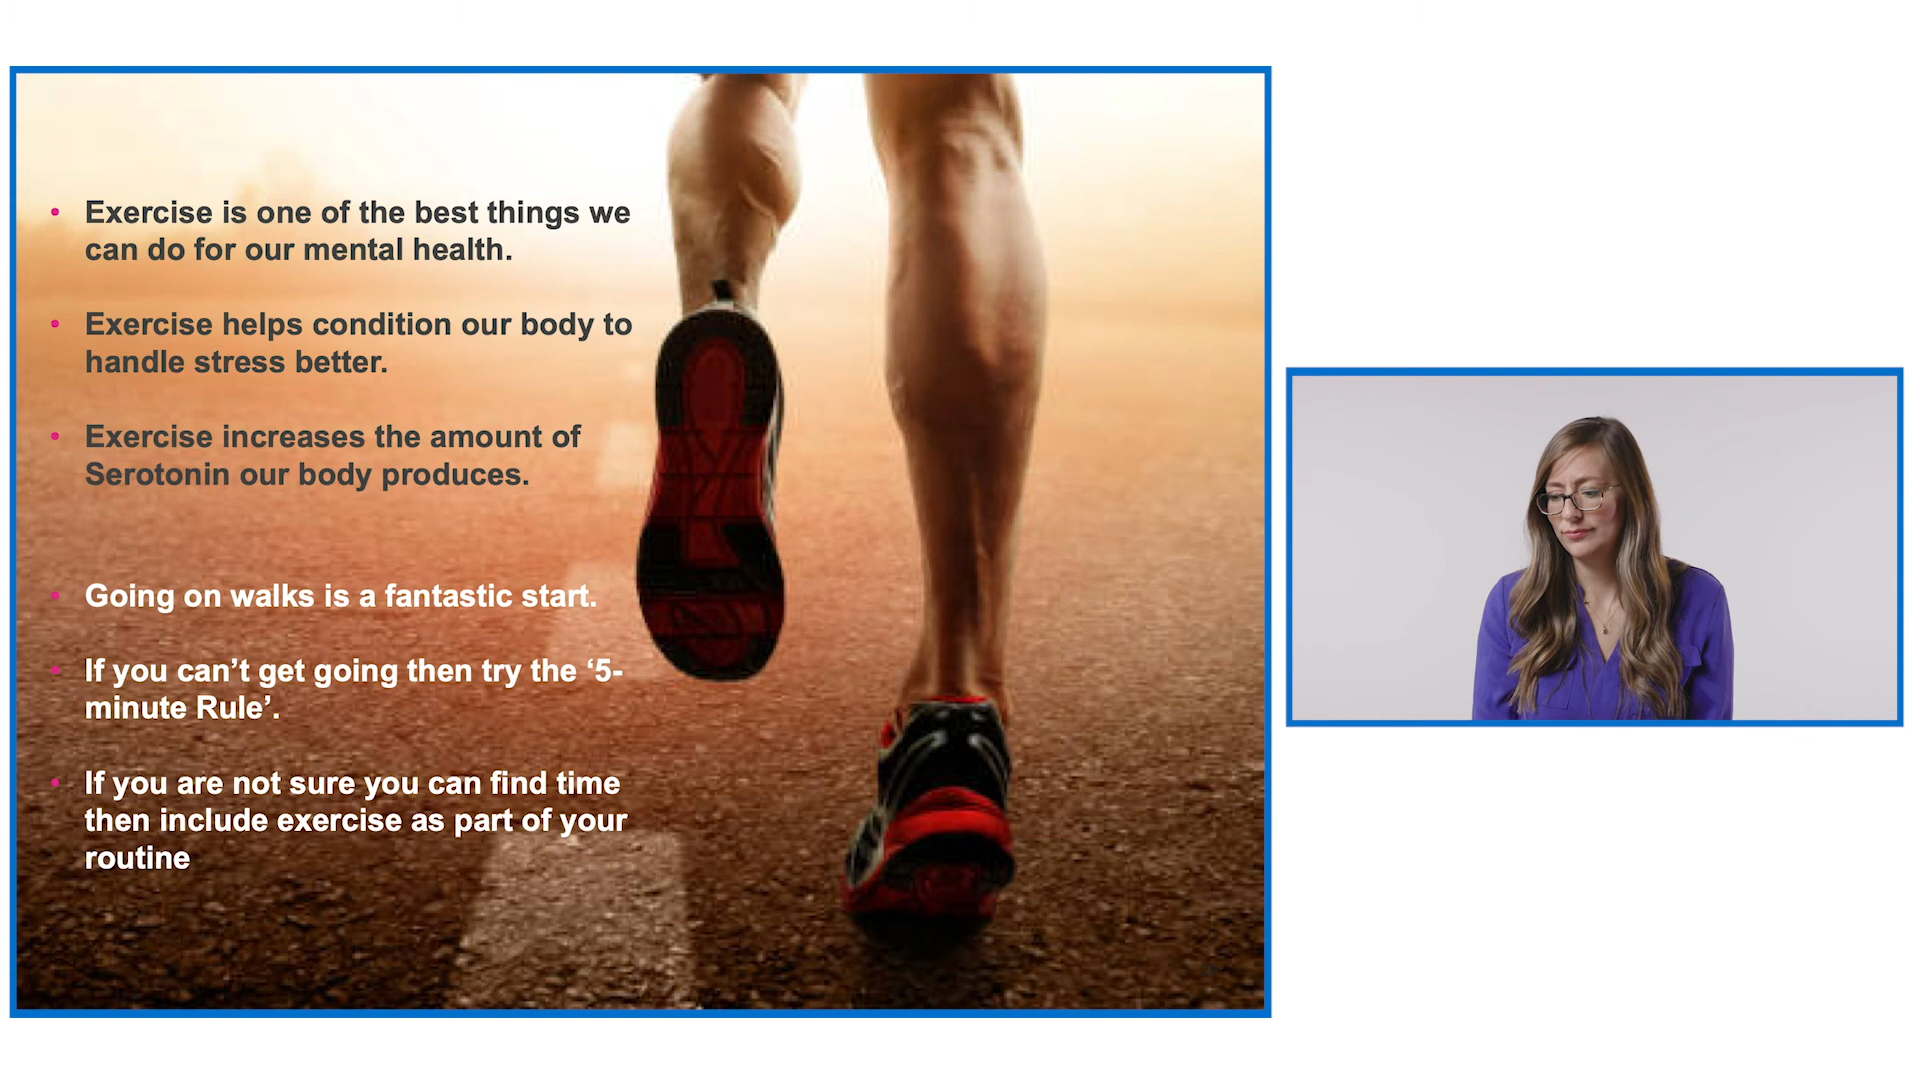 • Exercise is one of the best things we
can do for our mental health.
• Exercise helps condition our body to
handle stress better.
• Exercise increases the amount of
Serotonin our body produces.
• Going on walks is a fantastic start.
• If you can’t get going then try the ‘5-
minute Rule’.
• If you are not sure you can find time
then include exercise as part of your
routine